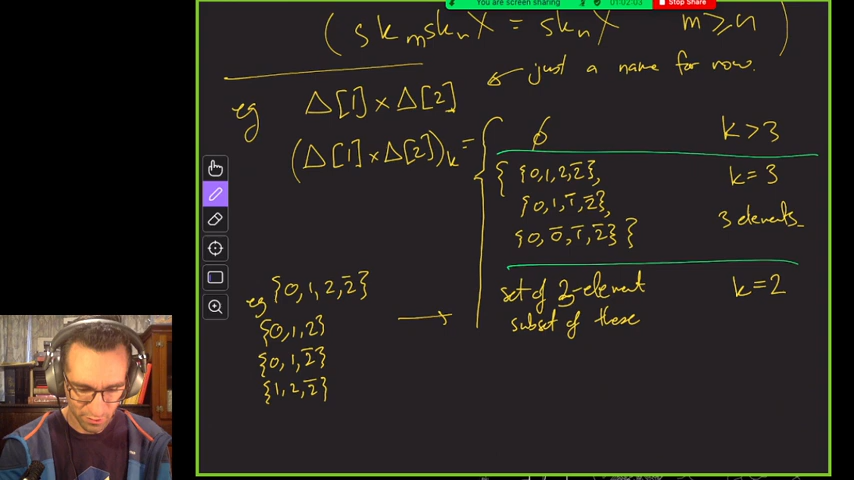 You are screen sharing 01:02:03 Stop Share
(sk_m sk_n X = sk_n X m ≥ n)
just a name for now.
eg Δ[1] × Δ[2]
(Δ[1] × Δ[2])_k = { ∅ k > 3
{ {0,1,2,2̄}, k = 3
{0,1,1̄,2̄}, 3 elements
{0,0̄,1̄,2̄} }
set of 3-element k = 2
subset of these
eg {0,1,2,2̄}
{0,1,2}
{0,1,2̄}
{1,2,2̄}